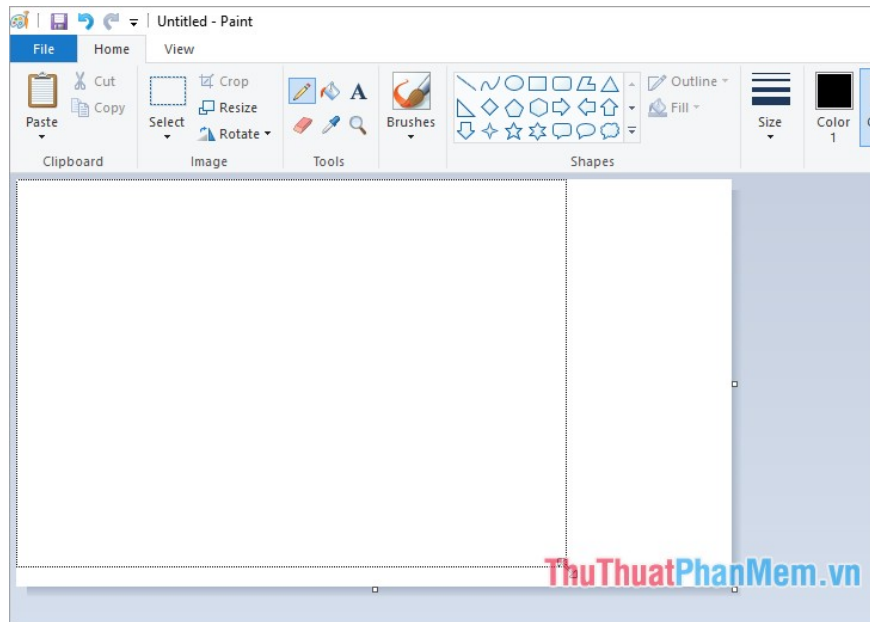 Untitled - Paint
File Home View
Paste
Cut
Copy
Clipboard
Select
Crop
Resize
Rotate
Image
A
Tools
Brushes
Shapes
Outline
Fill
Size
Color
1
ThuThuatPhanMem.vn